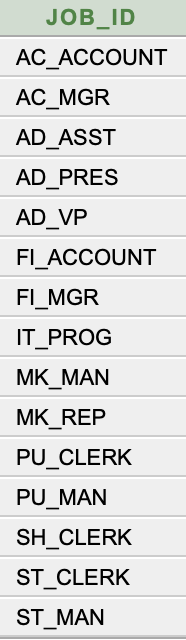 JOB_ID
AC_ACCOUNT
AC_MGR
AD_ASST
AD_PRES
AD_VP
FI_ACCOUNT
FI_MGR
IT_PROG
MK_MAN
MK_REP
PU_CLERK
PU_MAN
SH_CLERK
ST_CLERK
ST_MAN